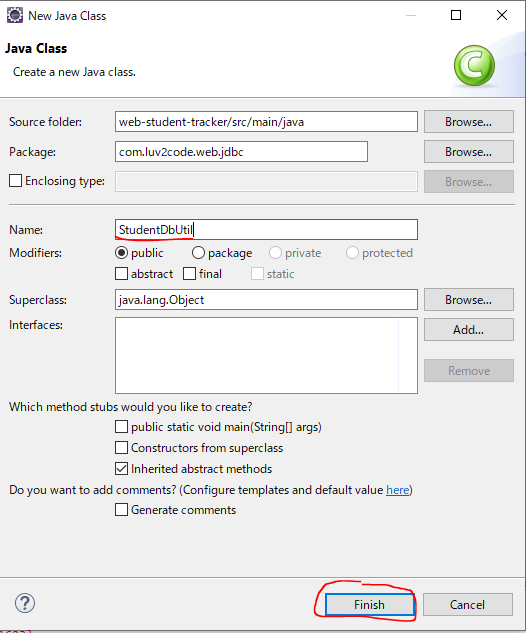 New Java Class
Java Class
Create a new Java class.
Source folder: web-student-tracker/src/main/java Browse...
Package: com.luv2code.web.jdbc Browse...
Enclosing type: Browse...
Name: StudentDbUtil
Modifiers: public package private protected
abstract final static
Superclass: java.lang.Object Browse...
Interfaces: Add...
Remove
Which method stubs would you like to create?
public static void main(String[] args)
Constructors from superclass
Inherited abstract methods
Do you want to add comments? (Configure templates and default value here)
Generate comments
? Finish Cancel